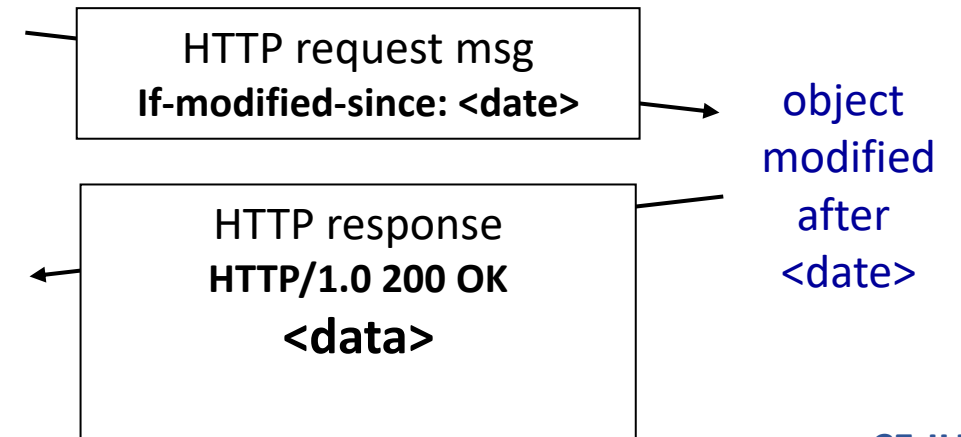 HTTP request msg
If-modified-since: <date>
object
modified
after
<date>
HTTP response
HTTP/1.0 200 OK
<data>